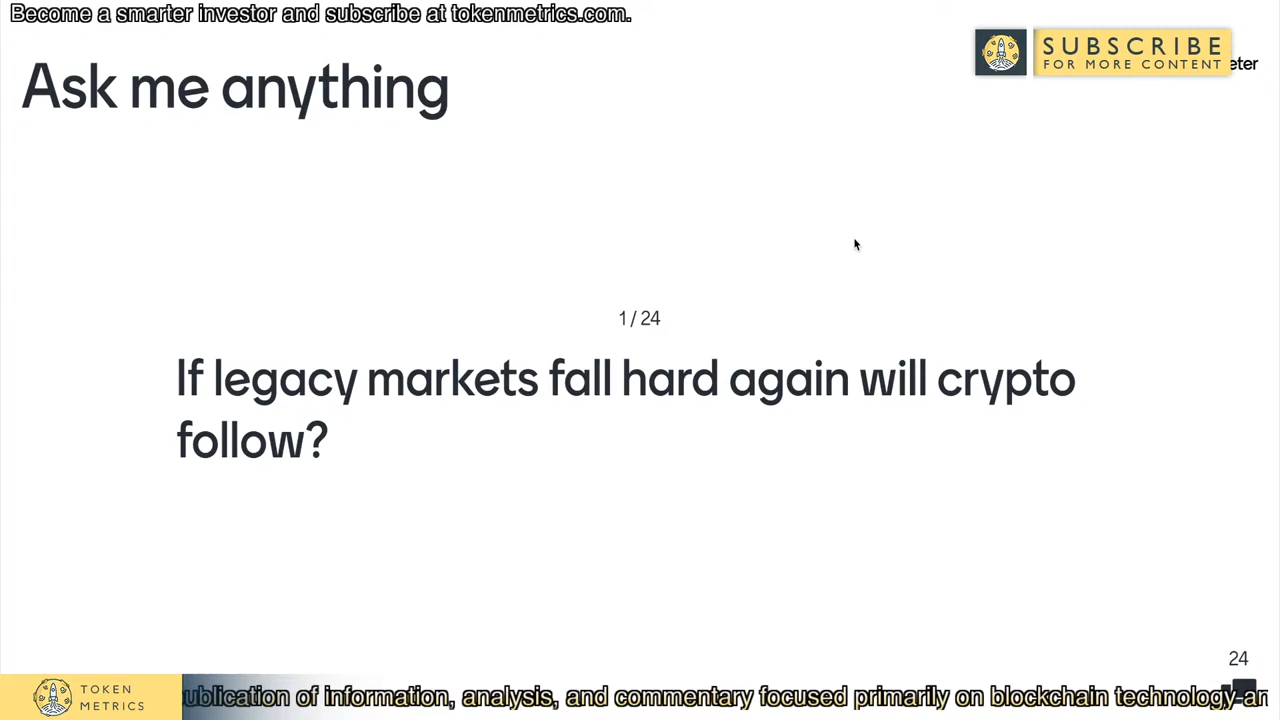 Become a smarter investor and subscribe at tokenmetrics.com.
SUBSCRIBE
FOR MORE CONTENT
eter
Ask me anything
1 / 24
If legacy markets fall hard again will crypto
follow?
24
TOKEN
METRICS
ublication of information, analysis, and commentary focused primarily on blockchain technology an